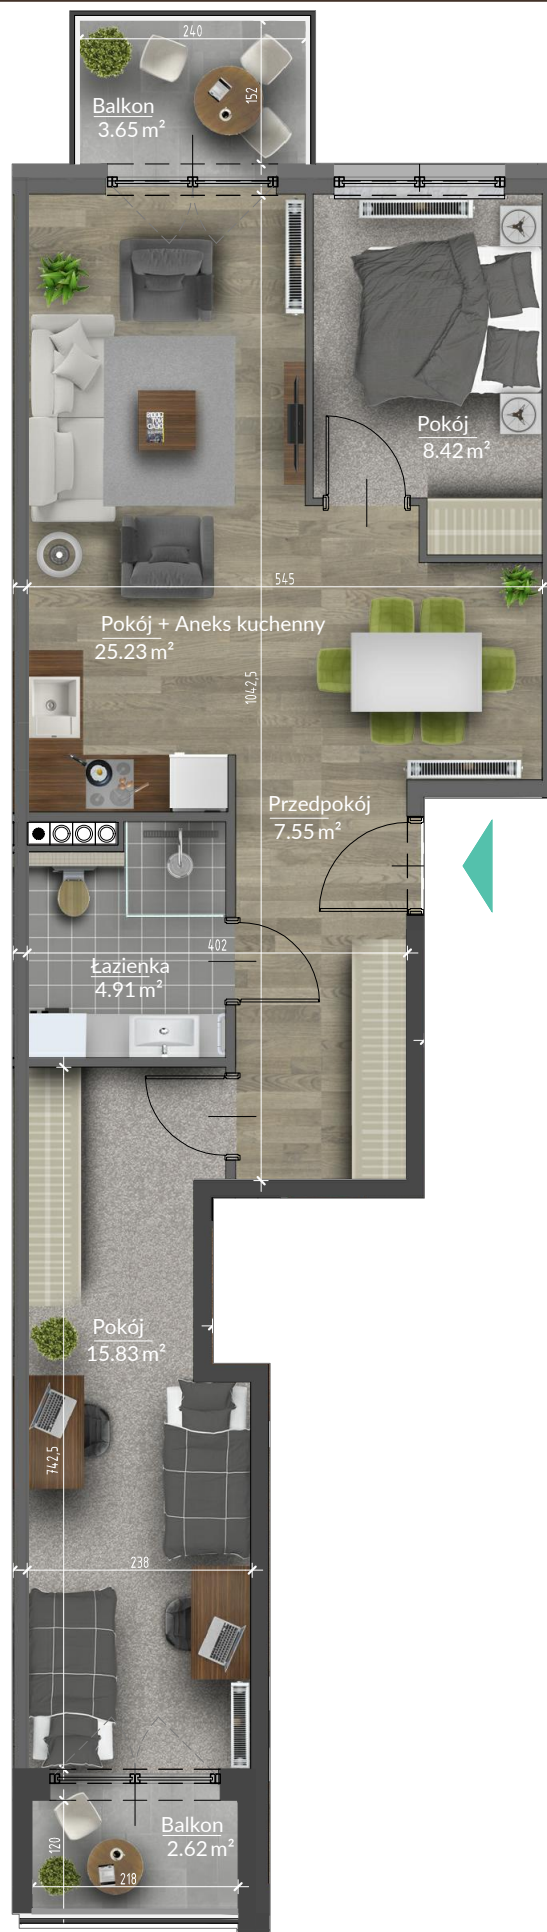 240
Balkon
3.65 m²
152
Pokój
8.42 m²
545
Pokój + Aneks kuchenny
25.23 m²
1042,5
Przedpokój
7.55 m²
402
Łazienka
4.91 m²
Pokój
15.83 m²
742,5
238
Balkon
2.62 m²
120
218